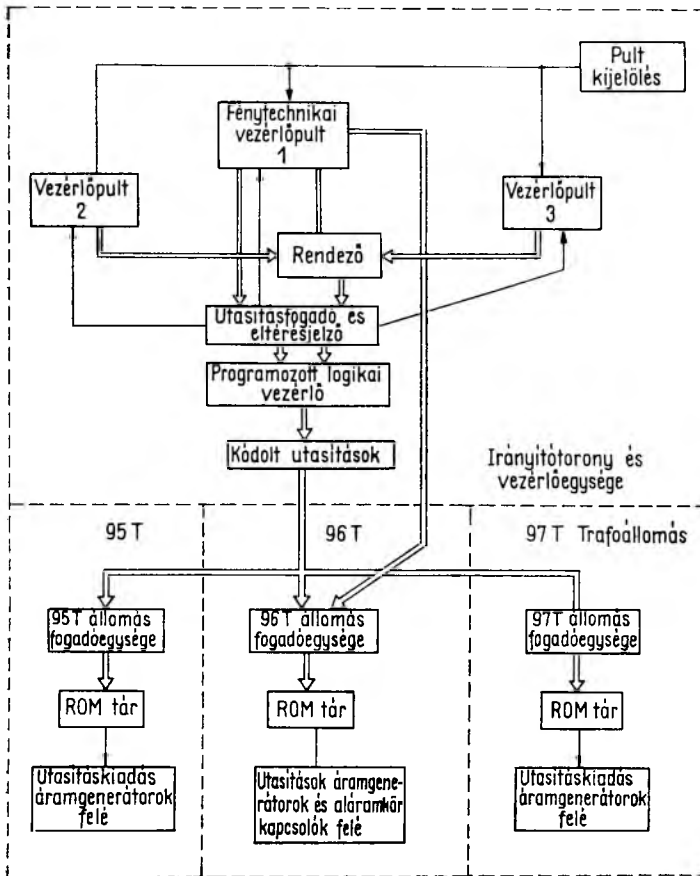 Pult
kijelölés
Fénytechnikai
vezérlőpult
1
Vezérlőpult
2
Vezérlőpult
3
Rendező
Utasításfogadó és
eltérésjelző
Programozott logikai
vezérlő
Kódolt utasítások
Irányítótorony és
vezérlőegysége
95 T
96 T
97 T Trafoállomás
95T állomás
fogadóegysége
96T állomás
fogadóegysége
97T állomás
fogadóegysége
ROM tár
ROM tár
ROM tár
Utasításkiadás
áramgenerátorok
felé
Utasítások áramgene-
rátorok és aláramkör
kapcsolók felé
Utasításkiadás
áramgenerátorok
felé